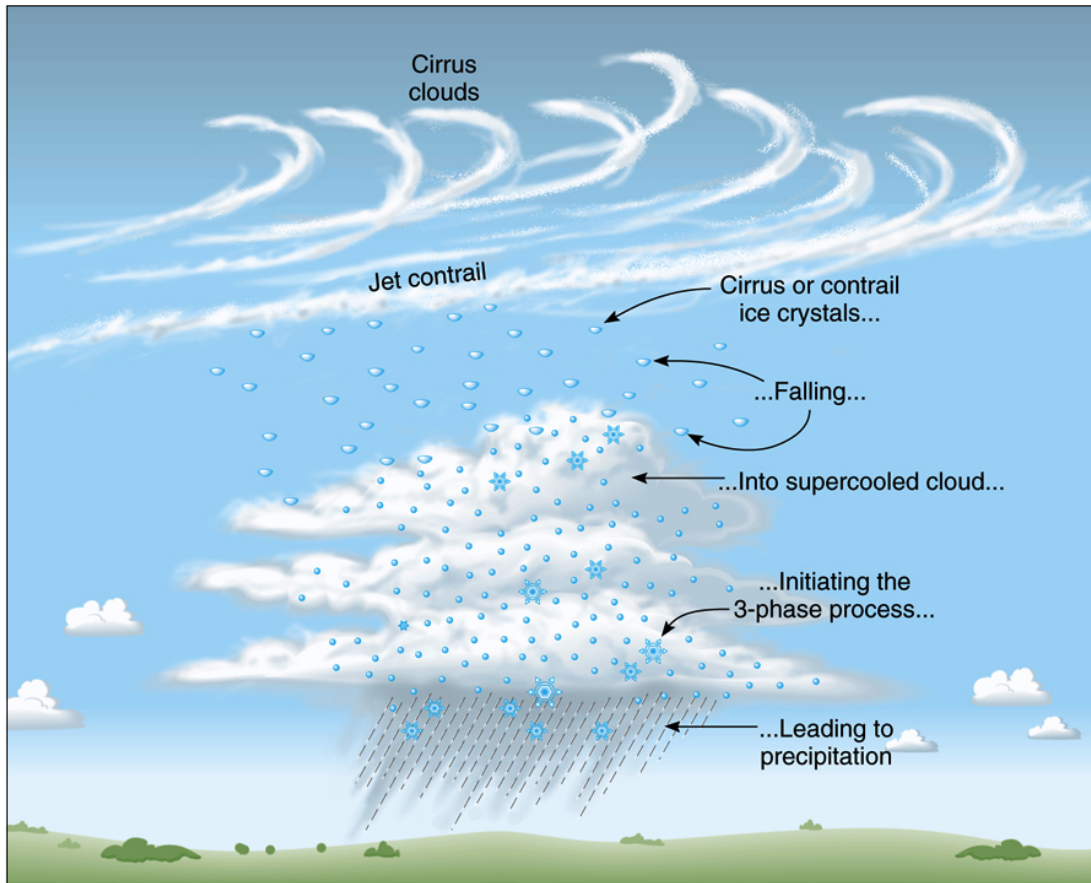 Cirrus
clouds
Jet contrail
Cirrus or contrail
ice crystals...
...Falling...
...Into supercooled cloud...
...Initiating the
3-phase process...
...Leading to
precipitation